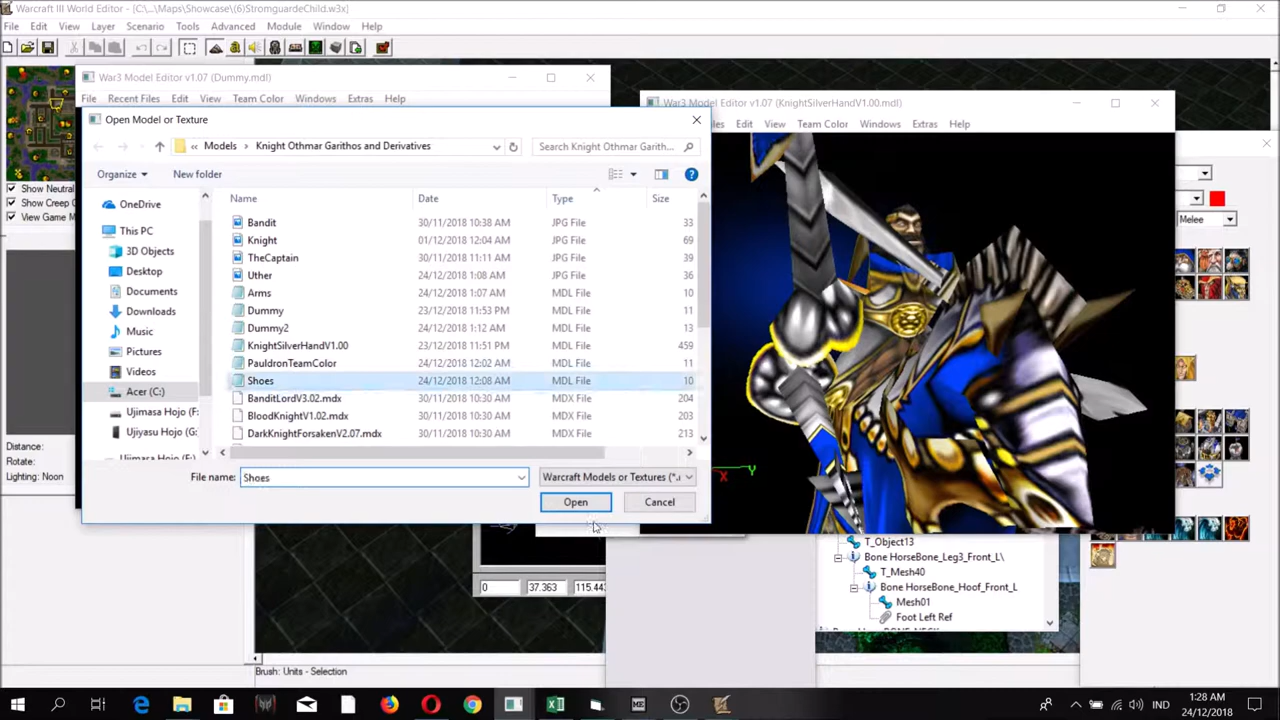 Warcraft III World Editor - [C:\...\Maps\Showcase\(6)StromguardeChild.w3x]
File Edit View Layer Scenario Tools Advanced Module Window Help
War3 Model Editor v1.07 (Dummy.mdl)
File Recent Files Edit View Team Color Windows Extras Help
War3 Model Editor v1.07 (KnightSilverHandV1.00.mdl)
Edit View Team Color Windows Extras Help
Open Model or Texture
Models Knight Othmar Garithos and Derivatives
Search Knight Othmar Garith...
Organize New folder
Name Date Type Size
Bandit 30/11/2018 10:38 AM JPG File 33
Knight 01/12/2018 12:04 AM JPG File 69
TheCaptain 30/11/2018 11:11 AM JPG File 39
Uther 24/12/2018 1:08 AM JPG File 36
Arms 24/12/2018 1:07 AM MDL File 10
Dummy 23/12/2018 11:53 PM MDL File 11
Dummy2 24/12/2018 1:12 AM MDL File 13
KnightSilverHandV1.00 23/12/2018 11:51 PM MDL File 459
PauldronTeamColor 24/12/2018 12:02 AM MDL File 11
Shoes 24/12/2018 12:08 AM MDL File 10
BanditLordV3.02.mdx 30/11/2018 10:30 AM MDX File 204
BloodKnightV1.02.mdx 30/11/2018 10:30 AM MDX File 203
DarkKnightForsakenV2.07.mdx 30/11/2018 10:30 AM MDX File 213
OneDrive
This PC
3D Objects
Desktop
Documents
Downloads
Music
Pictures
Videos
Acer (C:)
Ujimasa Hojo (F:
Ujiyasu Hojo (G:
File name: Shoes
Warcraft Models or Textures (*.
Open Cancel
Show Neutral
Show Creep
View Game M
Distance:
Rotate:
Lighting: Noon
Melee
Y
X
0 37.363 115.443
T_Object13
Bone HorseBone_Leg3_Front_L\
T_Mesh40
Bone HorseBone_Hoof_Front_L
Mesh01
Foot Left Ref
Brush: Units - Selection
IND
1:28 AM
24/12/2018